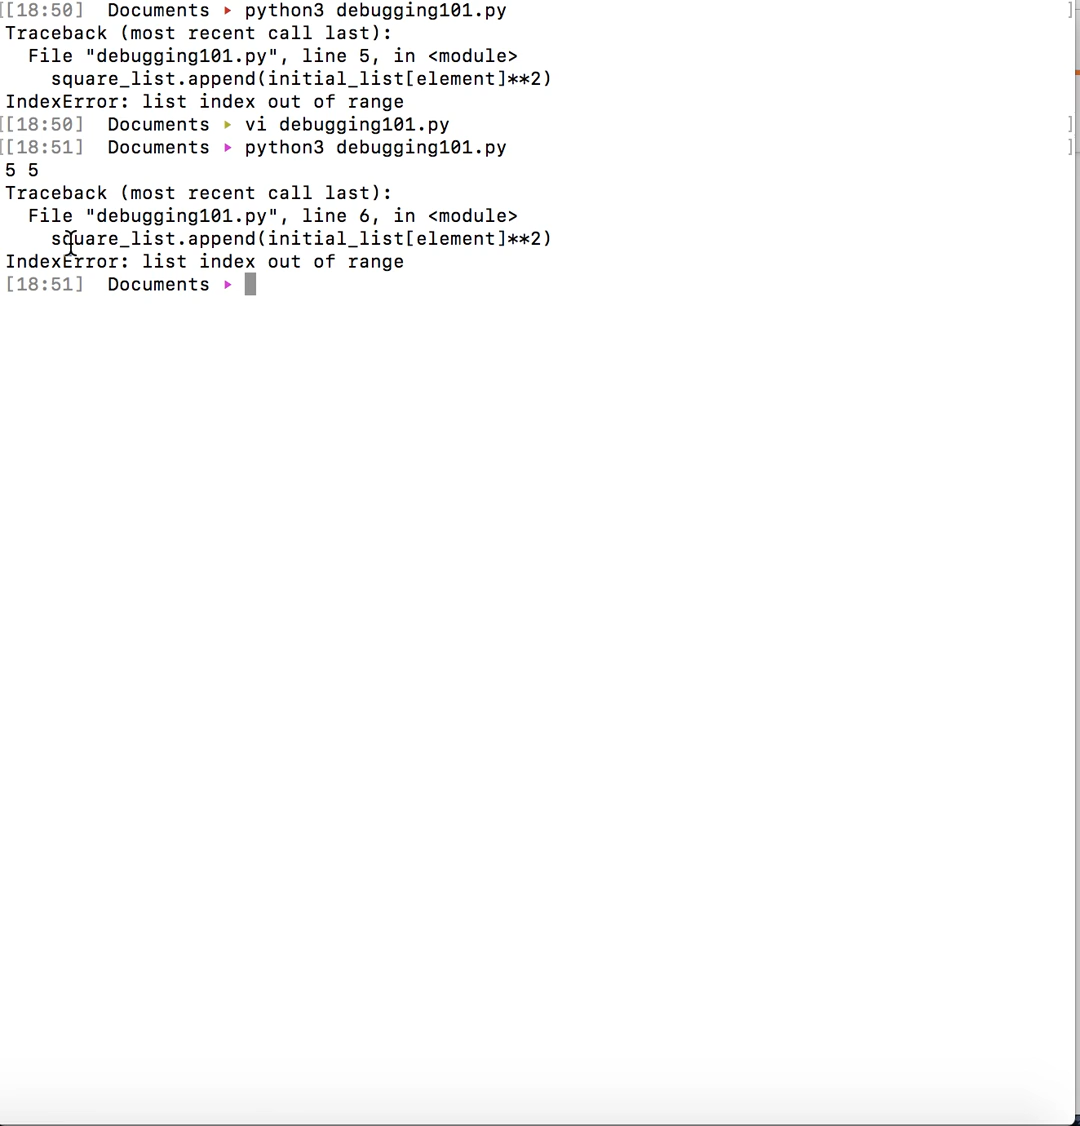 [[18:50]  Documents ▸ python3 debugging101.py ]
Traceback (most recent call last):
  File "debugging101.py", line 5, in <module>
    square_list.append(initial_list[element]**2)
IndexError: list index out of range
[[18:50]  Documents ▸ vi debugging101.py ]
[[18:51]  Documents ▸ python3 debugging101.py ]
5 5
Traceback (most recent call last):
  File "debugging101.py", line 6, in <module>
    square_list.append(initial_list[element]**2)
IndexError: list index out of range
[18:51]  Documents ▸